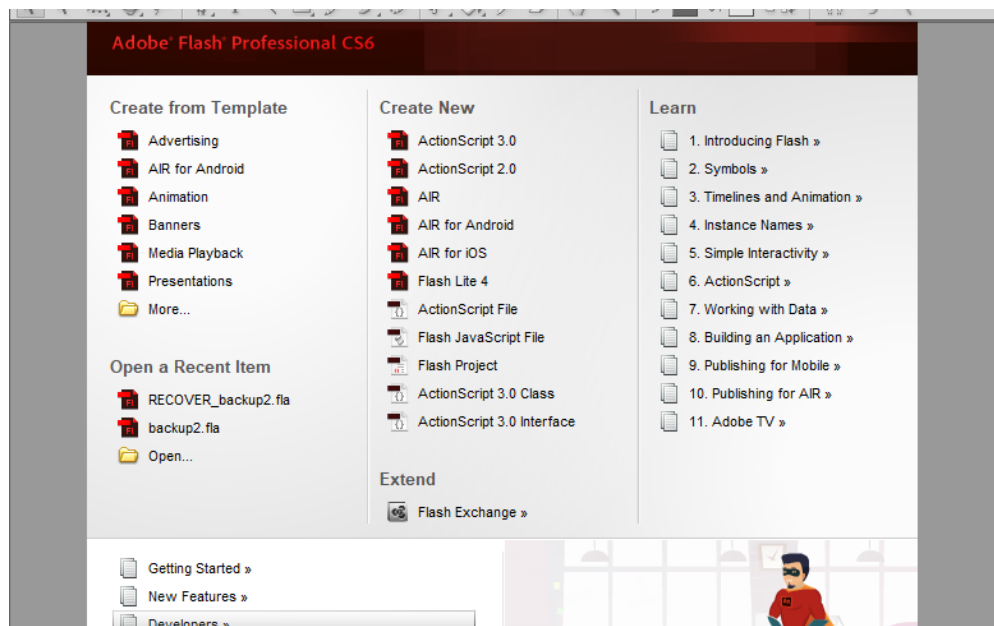 Adobe® Flash® Professional CS6
Create from Template
Advertising
AIR for Android
Animation
Banners
Media Playback
Presentations
More...
Open a Recent Item
RECOVER_backup2.fla
backup2.fla
Open...
Create New
ActionScript 3.0
ActionScript 2.0
AIR
AIR for Android
AIR for iOS
Flash Lite 4
ActionScript File
Flash JavaScript File
Flash Project
ActionScript 3.0 Class
ActionScript 3.0 Interface
Extend
Flash Exchange »
Learn
1. Introducing Flash »
2. Symbols »
3. Timelines and Animation »
4. Instance Names »
5. Simple Interactivity »
6. ActionScript »
7. Working with Data »
8. Building an Application »
9. Publishing for Mobile »
10. Publishing for AIR »
11. Adobe TV »
Getting Started »
New Features »
Developers »